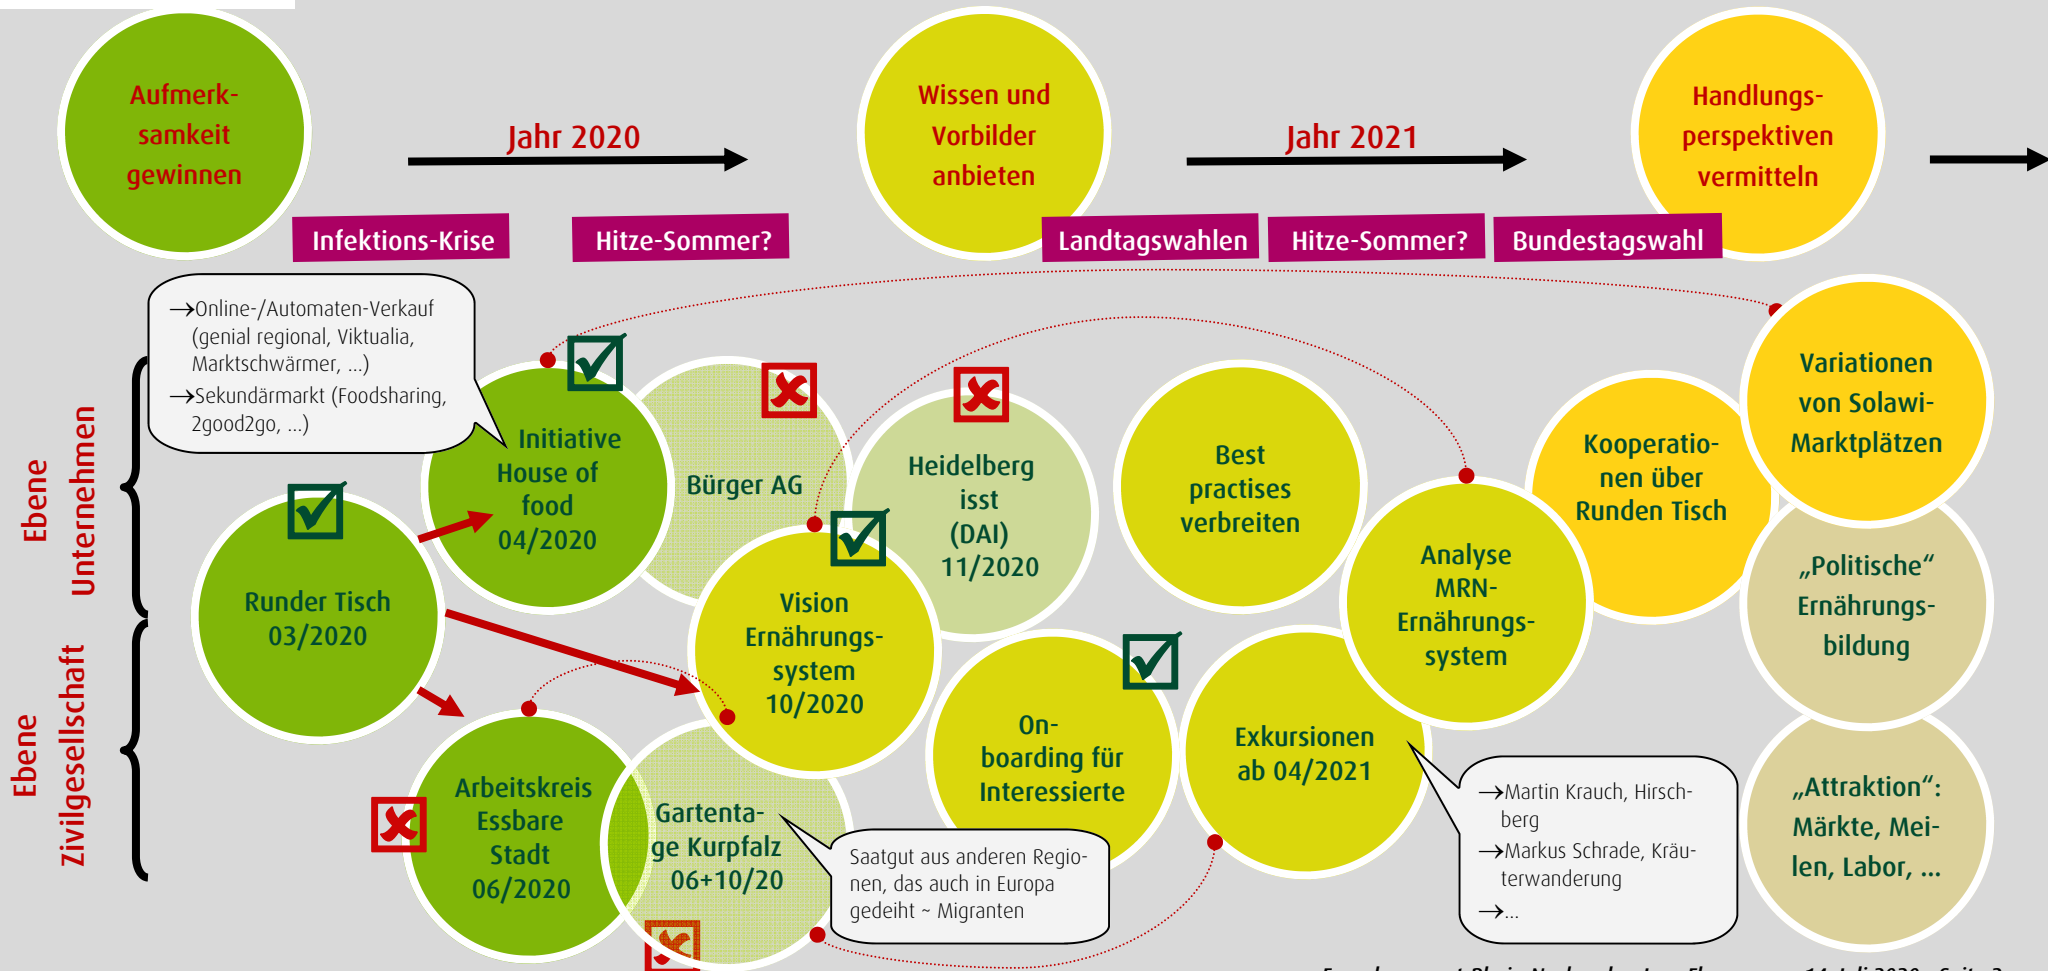 Aufmerk-
samkeit
gewinnen
Jahr 2020
Wissen und
Vorbilder
anbieten
Jahr 2021
Handlungs-
perspektiven
vermitteln
Infektions-Krise
Hitze-Sommer?
Landtagswahlen
Hitze-Sommer?
Bundestagswahl
→Online-/Automaten-Verkauf
(genial regional, Viktualia,
Marktschwärmer, ...)
→Sekundärmarkt (Foodsharing,
2good2go, ...)
Ebene
Unternehmen
Ebene
Zivilgesellschaft
Runder Tisch
03/2020
Initiative
House of
food
04/2020
Bürger AG
Heidelberg
isst
(DAI)
11/2020
Vision
Ernährungs-
system
10/2020
Arbeitskreis
Essbare
Stadt
06/2020
Gartenta-
ge Kurpfalz
06+10/20
Saatgut aus anderen Regio-
nen, das auch in Europa
gedeiht ~ Migranten
On-
boarding für
Interessierte
Best
practises
verbreiten
Exkursionen
ab 04/2021
→Martin Krauch, Hirsch-
berg
→Markus Schrade, Kräu-
terwanderung
→...
Analyse
MRN-
Ernährungs-
system
Kooperatio-
nen über
Runden Tisch
Variationen
von Solawi-
Marktplätzen
„Politische“
Ernährungs-
bildung
„Attraktion“:
Märkte, Mei-
len, Labor, ...